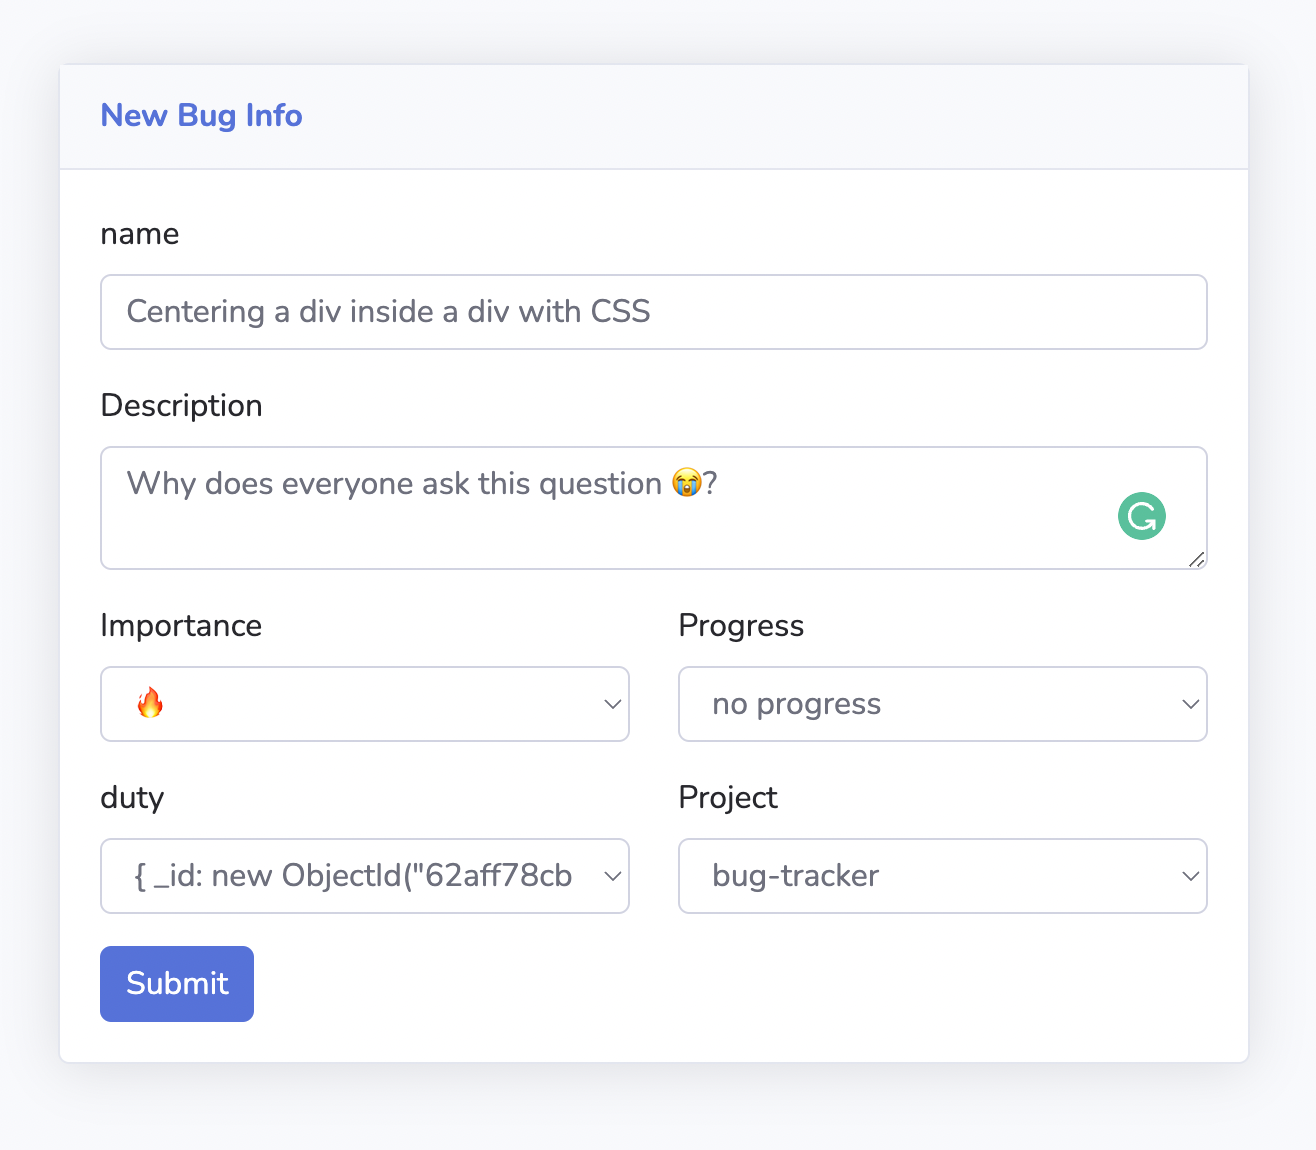 New Bug Info
name
Centering a div inside a div with CSS
Description
Why does everyone ask this question 😭?
Importance
Progress
🔥
no progress
duty
Project
{ _id: new ObjectId("62aff78cb
bug-tracker
Submit